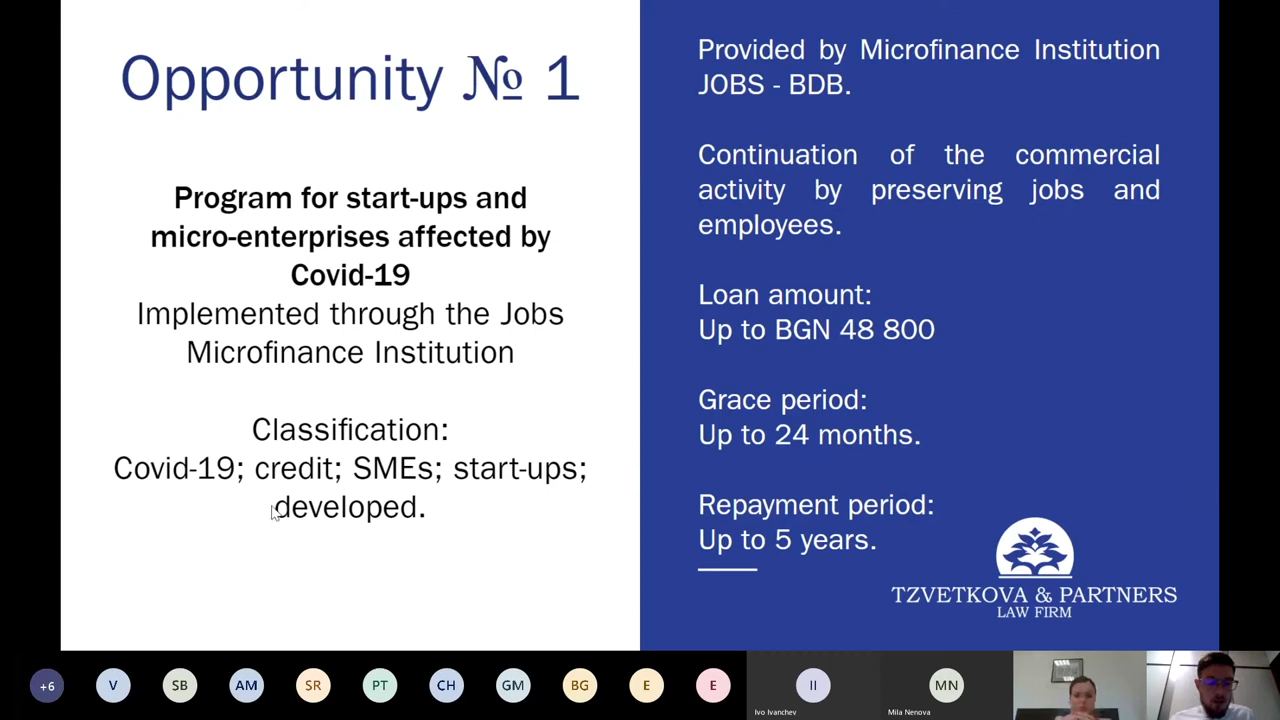 Opportunity № 1
Program for start-ups and
micro-enterprises affected by
Covid-19
Implemented through the Jobs
Microfinance Institution
Classification:
Covid-19; credit; SMEs; start-ups;
developed.
Provided by Microfinance Institution
JOBS - BDB.
Continuation of the commercial
activity by preserving jobs and
employees.
Loan amount:
Up to BGN 48 800
Grace period:
Up to 24 months.
Repayment period:
Up to 5 years.
TZVETKOVA & PARTNERS
LAW FIRM
+6
V
SB
AM
SR
PT
CH
GM
BG
E
E
II
Ivo Ivanchev
MN
Mila Nenova